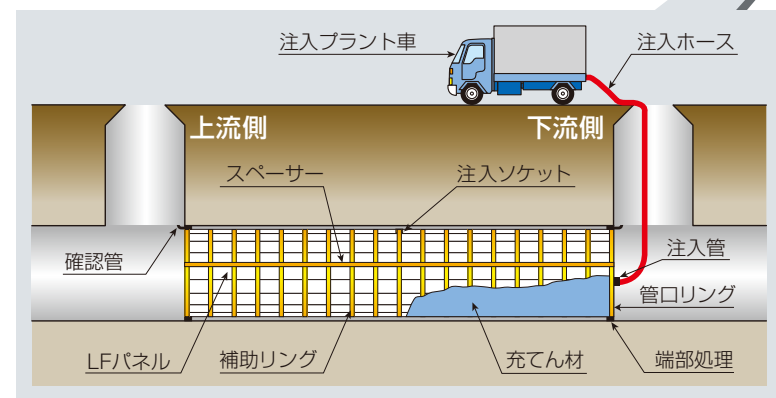 注入プラント車
注入ホース
上流側
下流側
スペーサー
注入ソケット
確認管
注入管
管口リング
LFパネル
補助リング
充てん材
端部処理